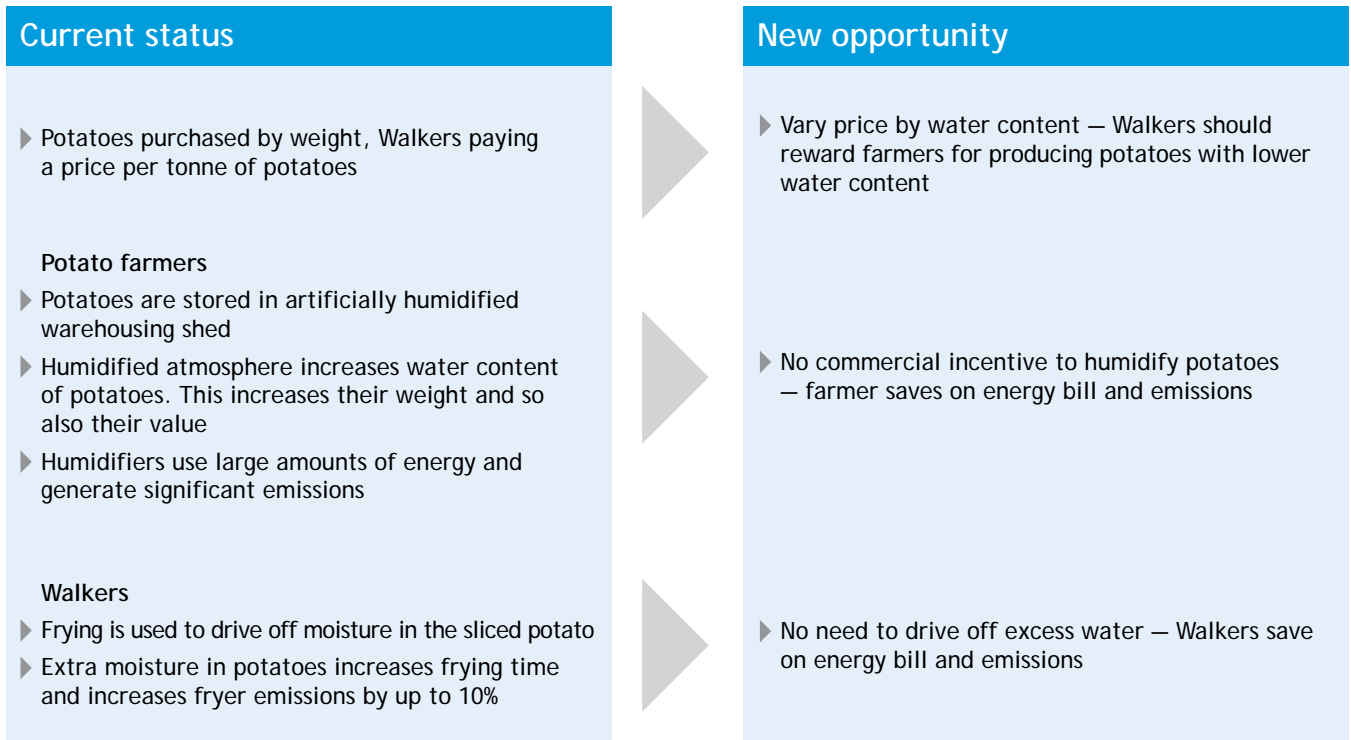 Current status
Potatoes purchased by weight, Walkers paying
a price per tonne of potatoes
Potato farmers
Potatoes are stored in artificially humidified
warehousing shed
Humidified atmosphere increases water content
of potatoes. This increases their weight and so
also their value
Humidifiers use large amounts of energy and
generate significant emissions
Walkers
Frying is used to drive off moisture in the sliced potato
Extra moisture in potatoes increases frying time
and increases fryer emissions by up to 10%
New opportunity
Vary price by water content — Walkers should
reward farmers for producing potatoes with lower
water content
No commercial incentive to humidify potatoes
— farmer saves on energy bill and emissions
No need to drive off excess water — Walkers save
on energy bill and emissions